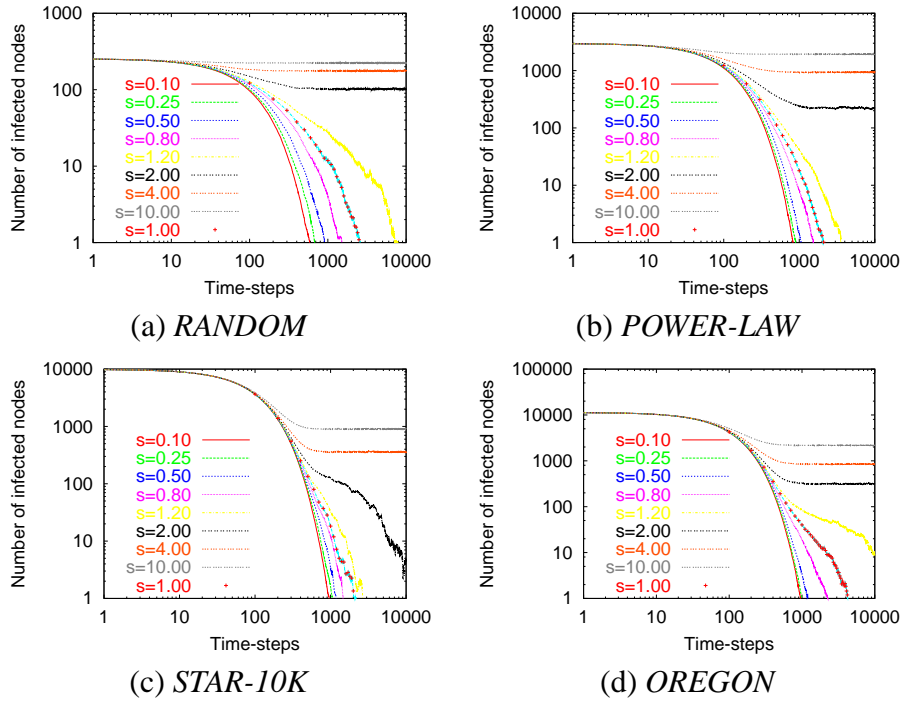 1000
100
10
1
Number of infected nodes
s=0.10
s=0.25
s=0.50
s=0.80
s=1.20
s=2.00
s=4.00
s=10.00
s=1.00
1 10 100 1000 10000
Time-steps
(a) RANDOM
10000
1000
100
10
1
Number of infected nodes
s=0.10
s=0.25
s=0.50
s=0.80
s=1.20
s=2.00
s=4.00
s=10.00
s=1.00
1 10 100 1000 10000
Time-steps
(b) POWER-LAW
10000
1000
100
10
1
Number of infected nodes
s=0.10
s=0.25
s=0.50
s=0.80
s=1.20
s=2.00
s=4.00
s=10.00
s=1.00
1 10 100 1000 10000
Time-steps
(c) STAR-10K
100000
10000
1000
100
10
1
Number of infected nodes
s=0.10
s=0.25
s=0.50
s=0.80
s=1.20
s=2.00
s=4.00
s=10.00
s=1.00
1 10 100 1000 10000
Time-steps
(d) OREGON